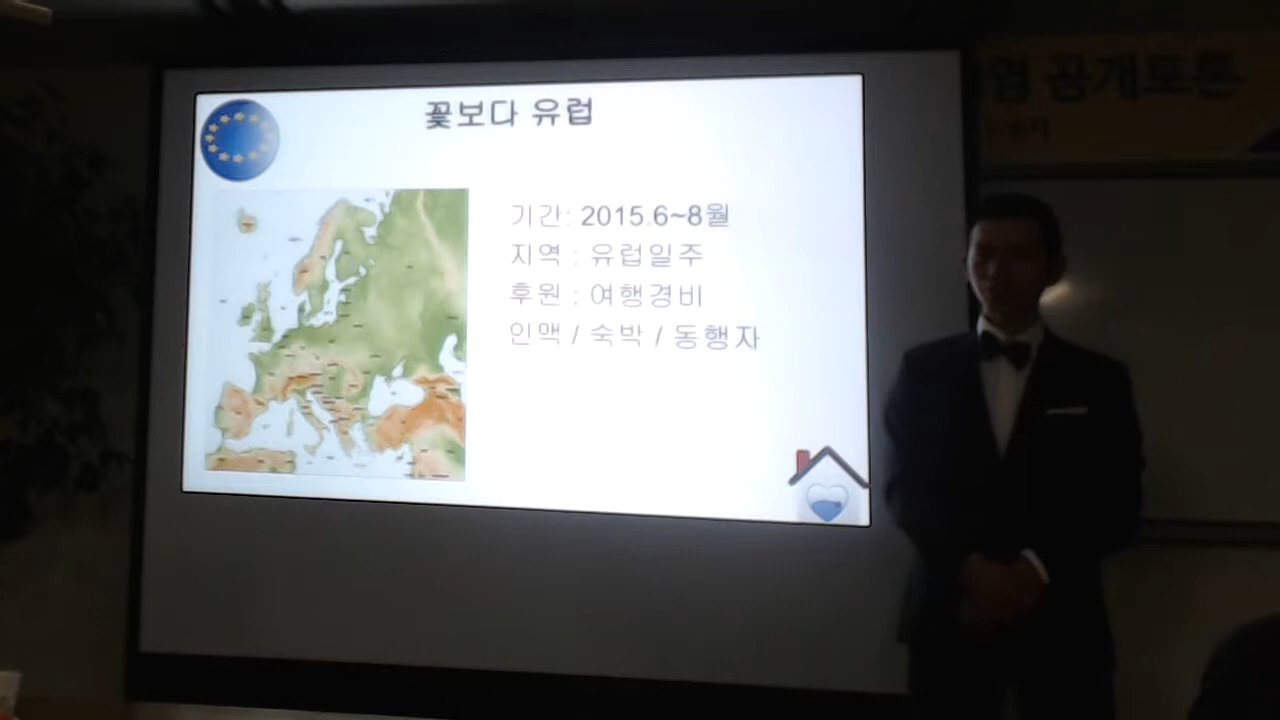 꽃보다 유럽
기간: 2015.6~8월
지역 : 유럽일주
후원 : 여행경비
인맥 / 숙박 / 동행자
공개토론